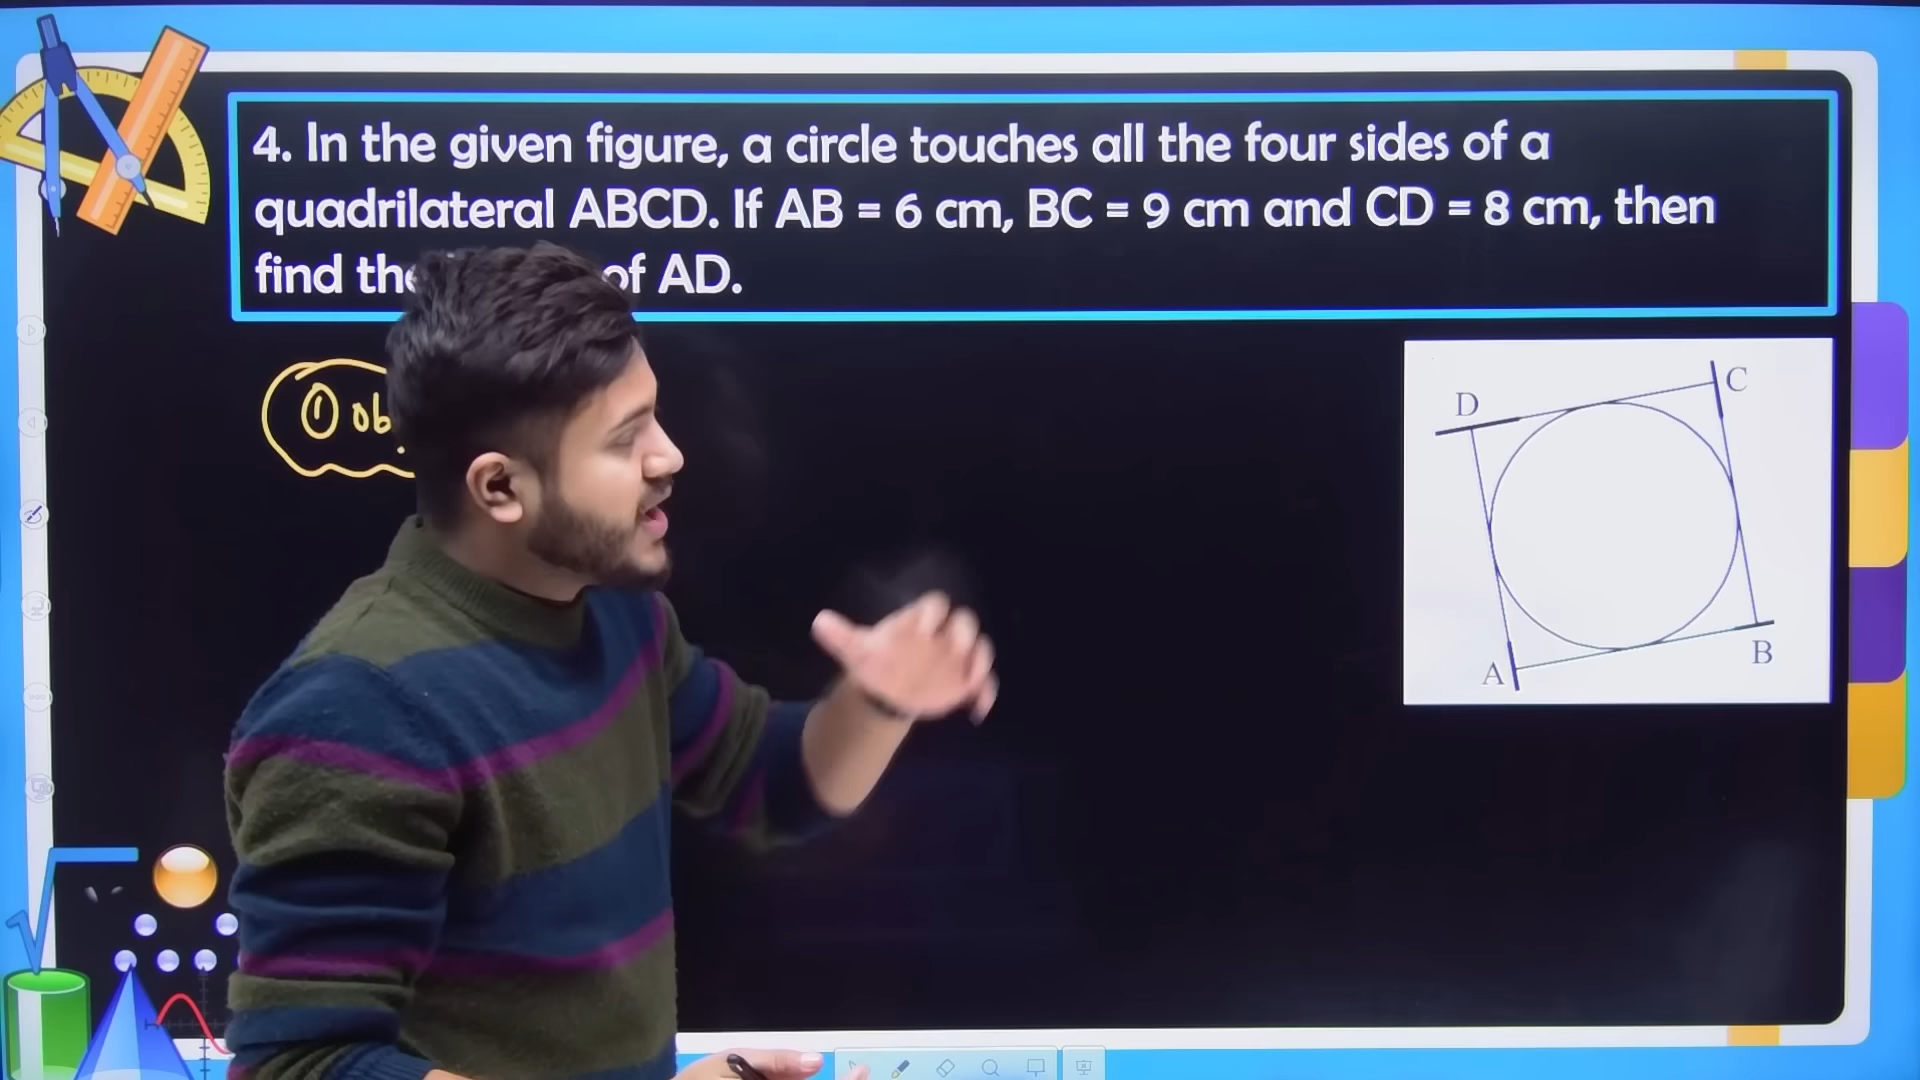 4. In the given figure, a circle touches all the four sides of a
quadrilateral ABCD. If AB = 6 cm, BC = 9 cm and CD = 8 cm, then
find the of AD.
① ob
D
C
A
B